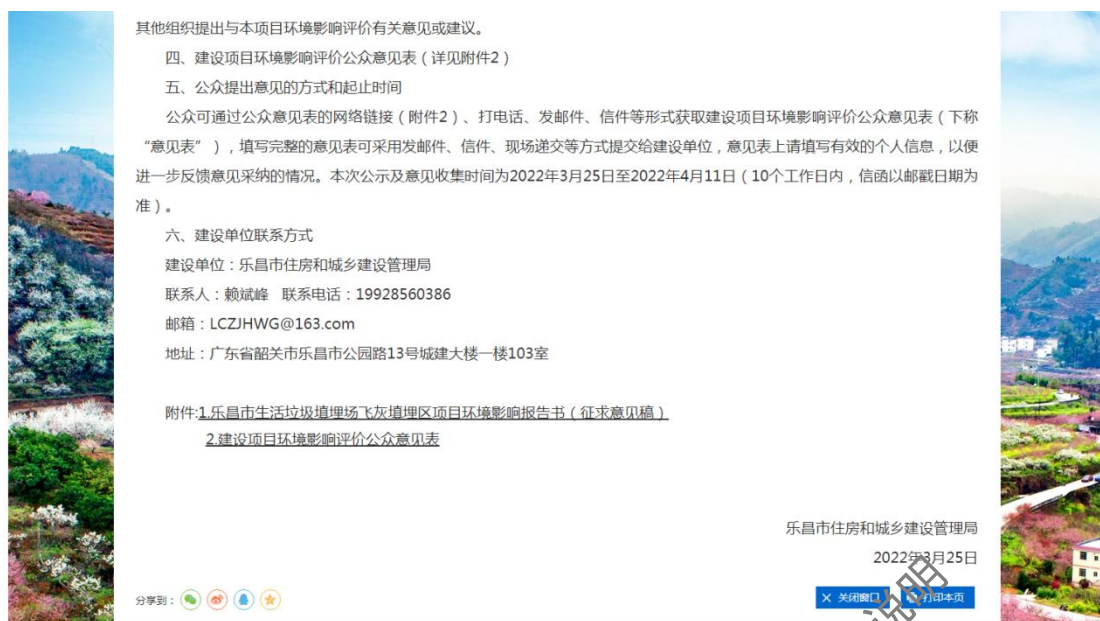 其他组织提出与本项目环境影响评价有关意见或建议。
四、建设项目环境影响评价公众意见表（详见附件2）
五、公众提出意见的方式和起止时间
公众可通过公众意见表的网络链接（附件2）、打电话、发邮件、信件等形式获取建设项目环境影响评价公众意见表（下称
“意见表”），填写完整的意见表可采用发邮件、信件、现场递交等方式提交给建设单位，意见表上请填写有效的个人信息，以便
进一步反馈意见采纳的情况。本次公示及意见收集时间为2022年3月25日至2022年4月11日（10个工作日内，信函以邮戳日期为
准）。
六、建设单位联系方式
建设单位：乐昌市住房和城乡建设管理局
联系人：赖斌峰 联系电话：19928560386
邮箱：LCZJHWG@163.com
地址：广东省韶关市乐昌市公园路13号城建大楼一楼103室
附件:1.乐昌市生活垃圾填埋场飞灰填埋区项目环境影响报告书（征求意见稿）
2.建设项目环境影响评价公众意见表
乐昌市住房和城乡建设管理局
2022年3月25日
分享到：
X 关闭窗口
打印本页
说明